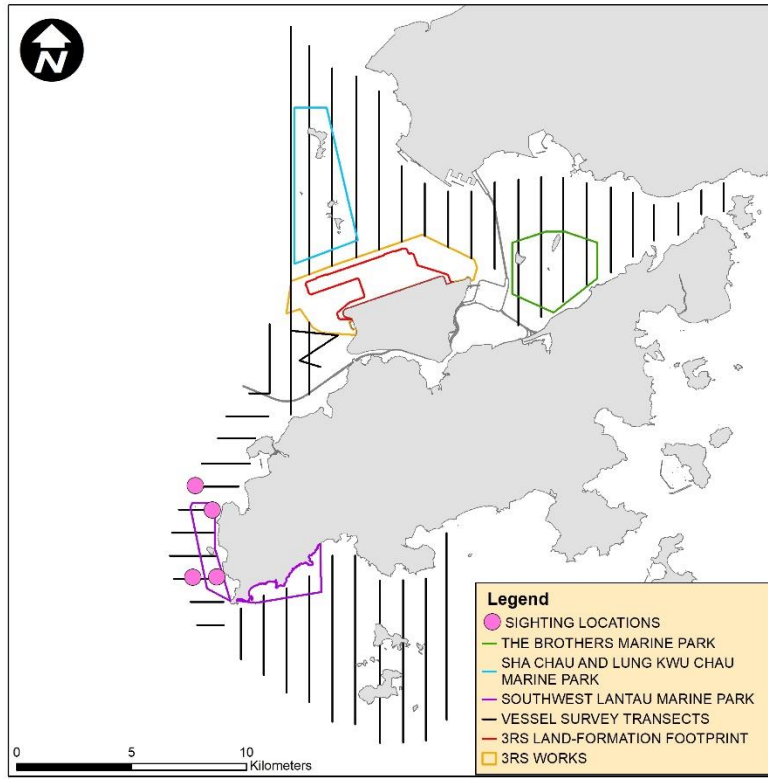 N
Legend
SIGHTING LOCATIONS
THE BROTHERS MARINE PARK
SHA CHAU AND LUNG KWU CHAU
MARINE PARK
SOUTHWEST LANTAU MARINE PARK
VESSEL SURVEY TRANSECTS
3RS LAND-FORMATION FOOTPRINT
3RS WORKS
0 5 10
Kilometers